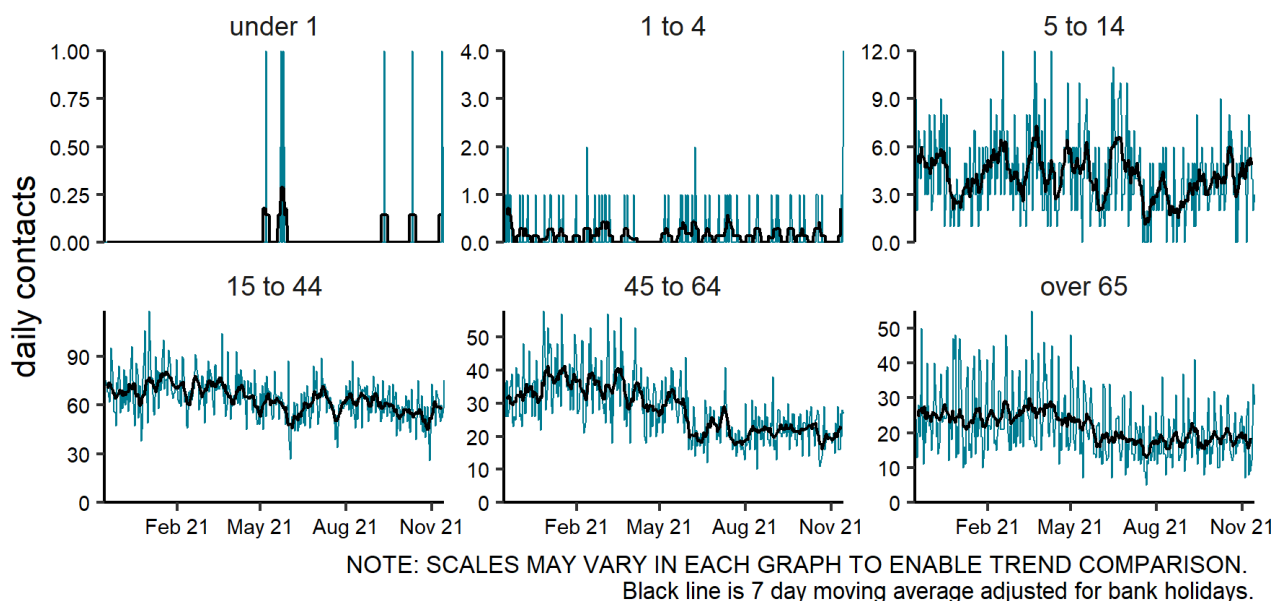 under 1
1 to 4
5 to 14
1.00
0.75
0.50
0.25
0.00
4.0
3.0
2.0
1.0
0.0
12.0
9.0
6.0
3.0
0.0
daily contacts
15 to 44
45 to 64
over 65
90
60
30
0
50
40
30
20
10
0
50
40
30
20
10
0
Feb 21 May 21 Aug 21 Nov 21
Feb 21 May 21 Aug 21 Nov 21
Feb 21 May 21 Aug 21 Nov 21
NOTE: SCALES MAY VARY IN EACH GRAPH TO ENABLE TREND COMPARISON.
Black line is 7 day moving average adjusted for bank holidays.